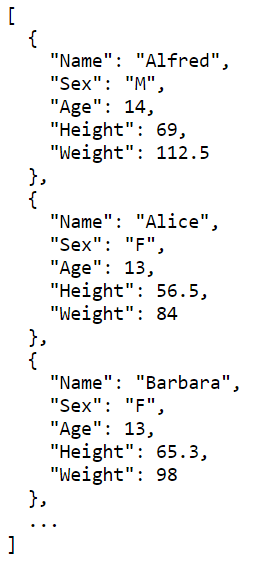 [
  {
    "Name": "Alfred",
    "Sex": "M",
    "Age": 14,
    "Height": 69,
    "Weight": 112.5
  },
  {
    "Name": "Alice",
    "Sex": "F",
    "Age": 13,
    "Height": 56.5,
    "Weight": 84
  },
  {
    "Name": "Barbara",
    "Sex": "F",
    "Age": 13,
    "Height": 65.3,
    "Weight": 98
  },
  ...
]